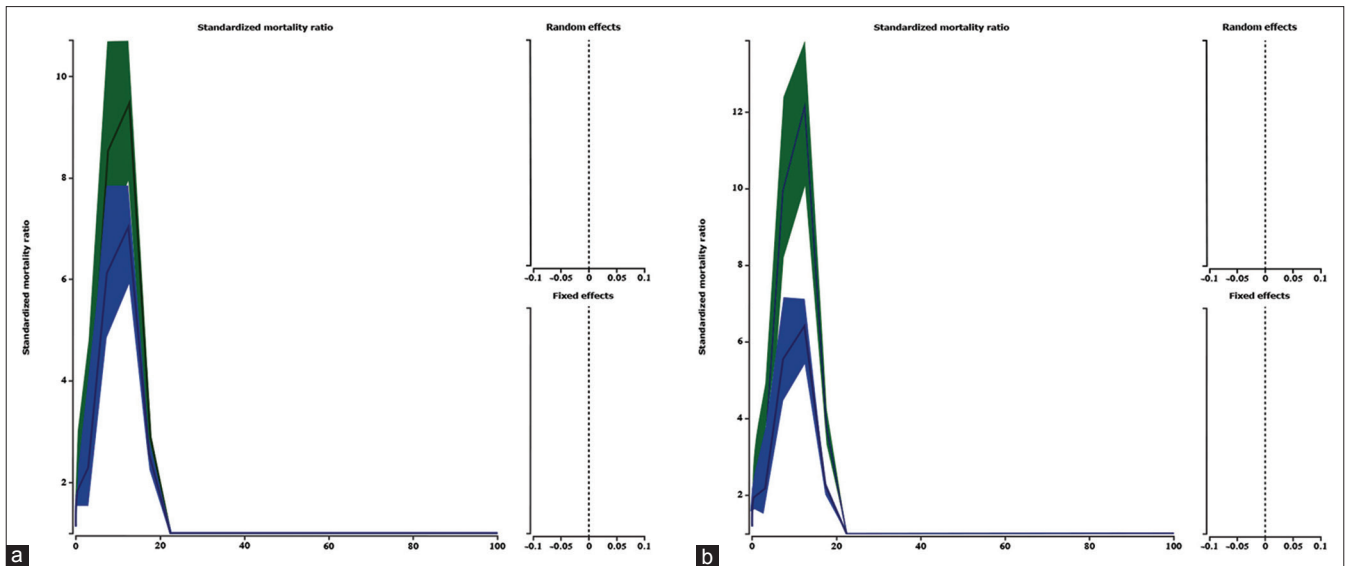 Standardized mortality ratio
Random effects
10
8
6
4
2
Standardized mortality ratio
0 20 40 60 80 100
-0.1 -0.05 0 0.05 0.1
Fixed effects
-0.1 -0.05 0 0.05 0.1
a
Standardized mortality ratio
Random effects
12
10
8
6
4
2
Standardized mortality ratio
0 20 40 60 80 100
-0.1 -0.05 0 0.05 0.1
Fixed effects
-0.1 -0.05 0 0.05 0.1
b